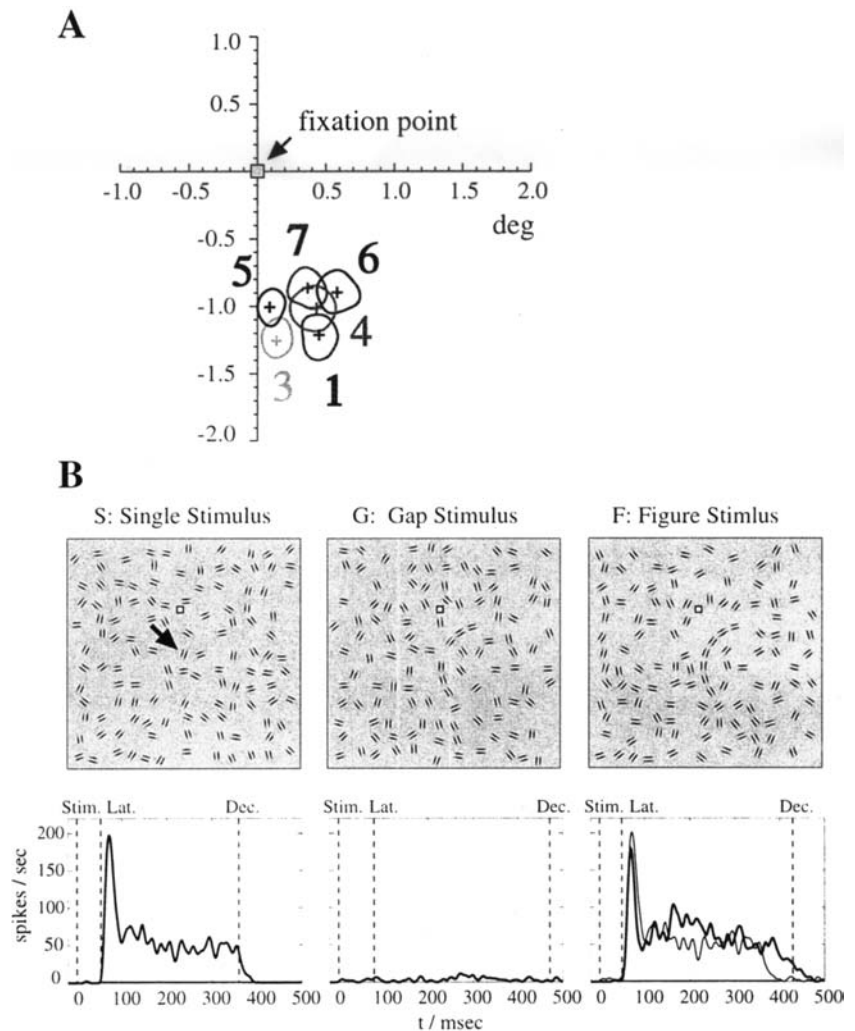 A
1.0
0.5
fixation point
-1.0 -0.5 0.5 1.0 1.5 2.0
deg
-0.5
7 6
5
-1.0
4
3 1
-1.5
-2.0
B
S: Single Stimulus G: Gap Stimulus F: Figure Stimlus
Stim. Lat. Dec. Stim. Lat. Dec. Stim. Lat. Dec.
200
150
100
50
0
spikes / sec
0 100 200 300 400 500 0 100 200 300 400 500 0 100 200 300 400 500
t / msec